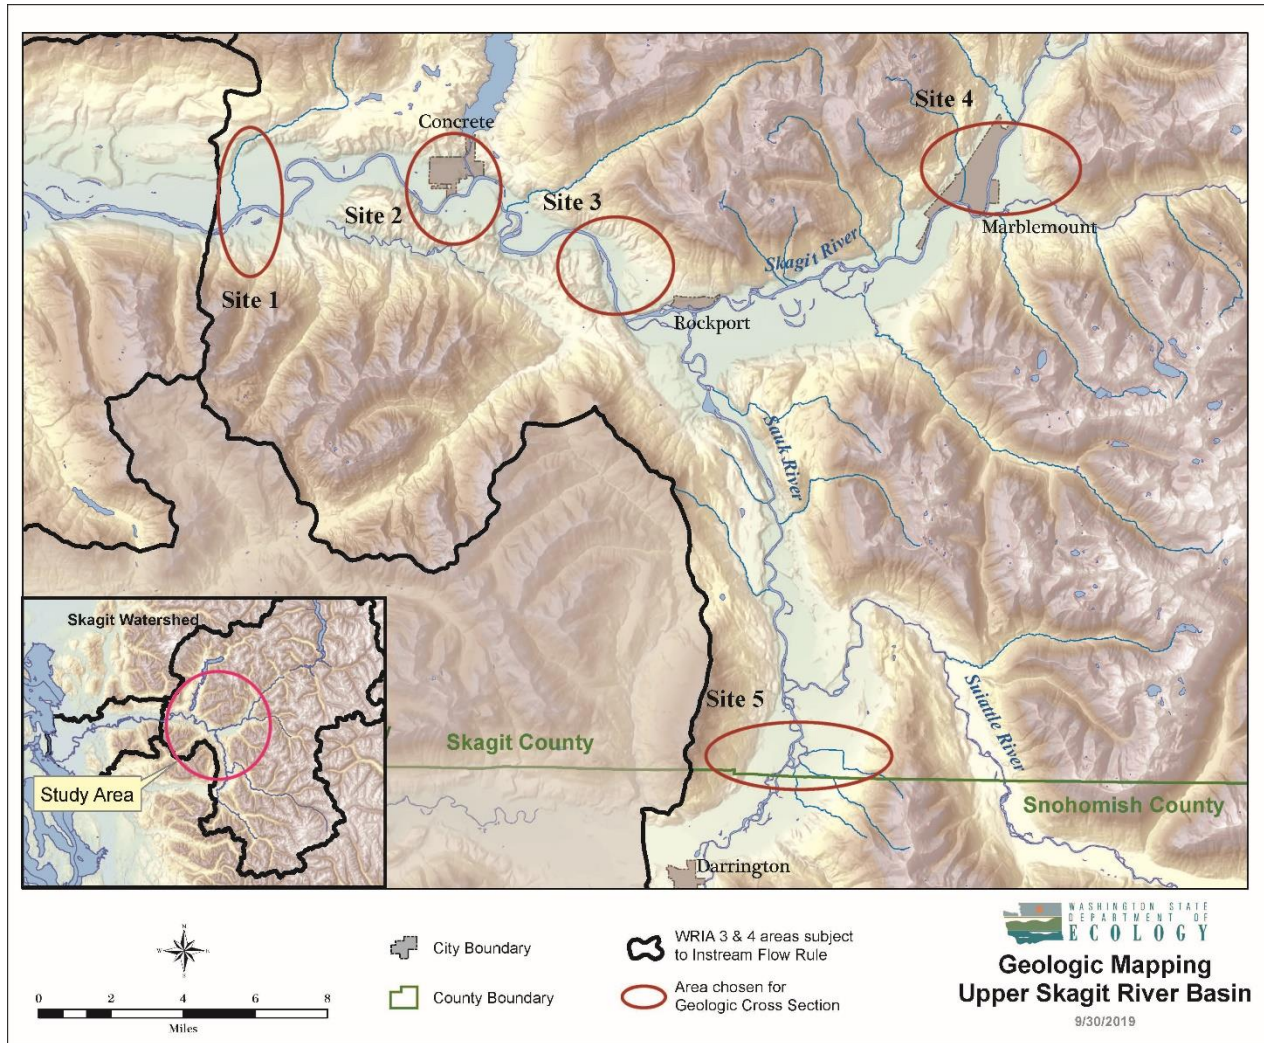 Site 4
Concrete
Site 2
Site 3
Marblemount
Skagit River
Site 1
Rockport
Sauk River
Skagit Watershed
Suiattle River
Site 5
Skagit County
Study Area
Snohomish County
Darrington
N
W
E
S
City Boundary
County Boundary
WRIA 3 & 4 areas subject
to Instream Flow Rule
Area chosen for
Geologic Cross Section
0 2 4 6 8
Miles
WASHINGTON STATE
DEPARTMENT OF
ECOLOGY
Geologic Mapping
Upper Skagit River Basin
9/30/2019